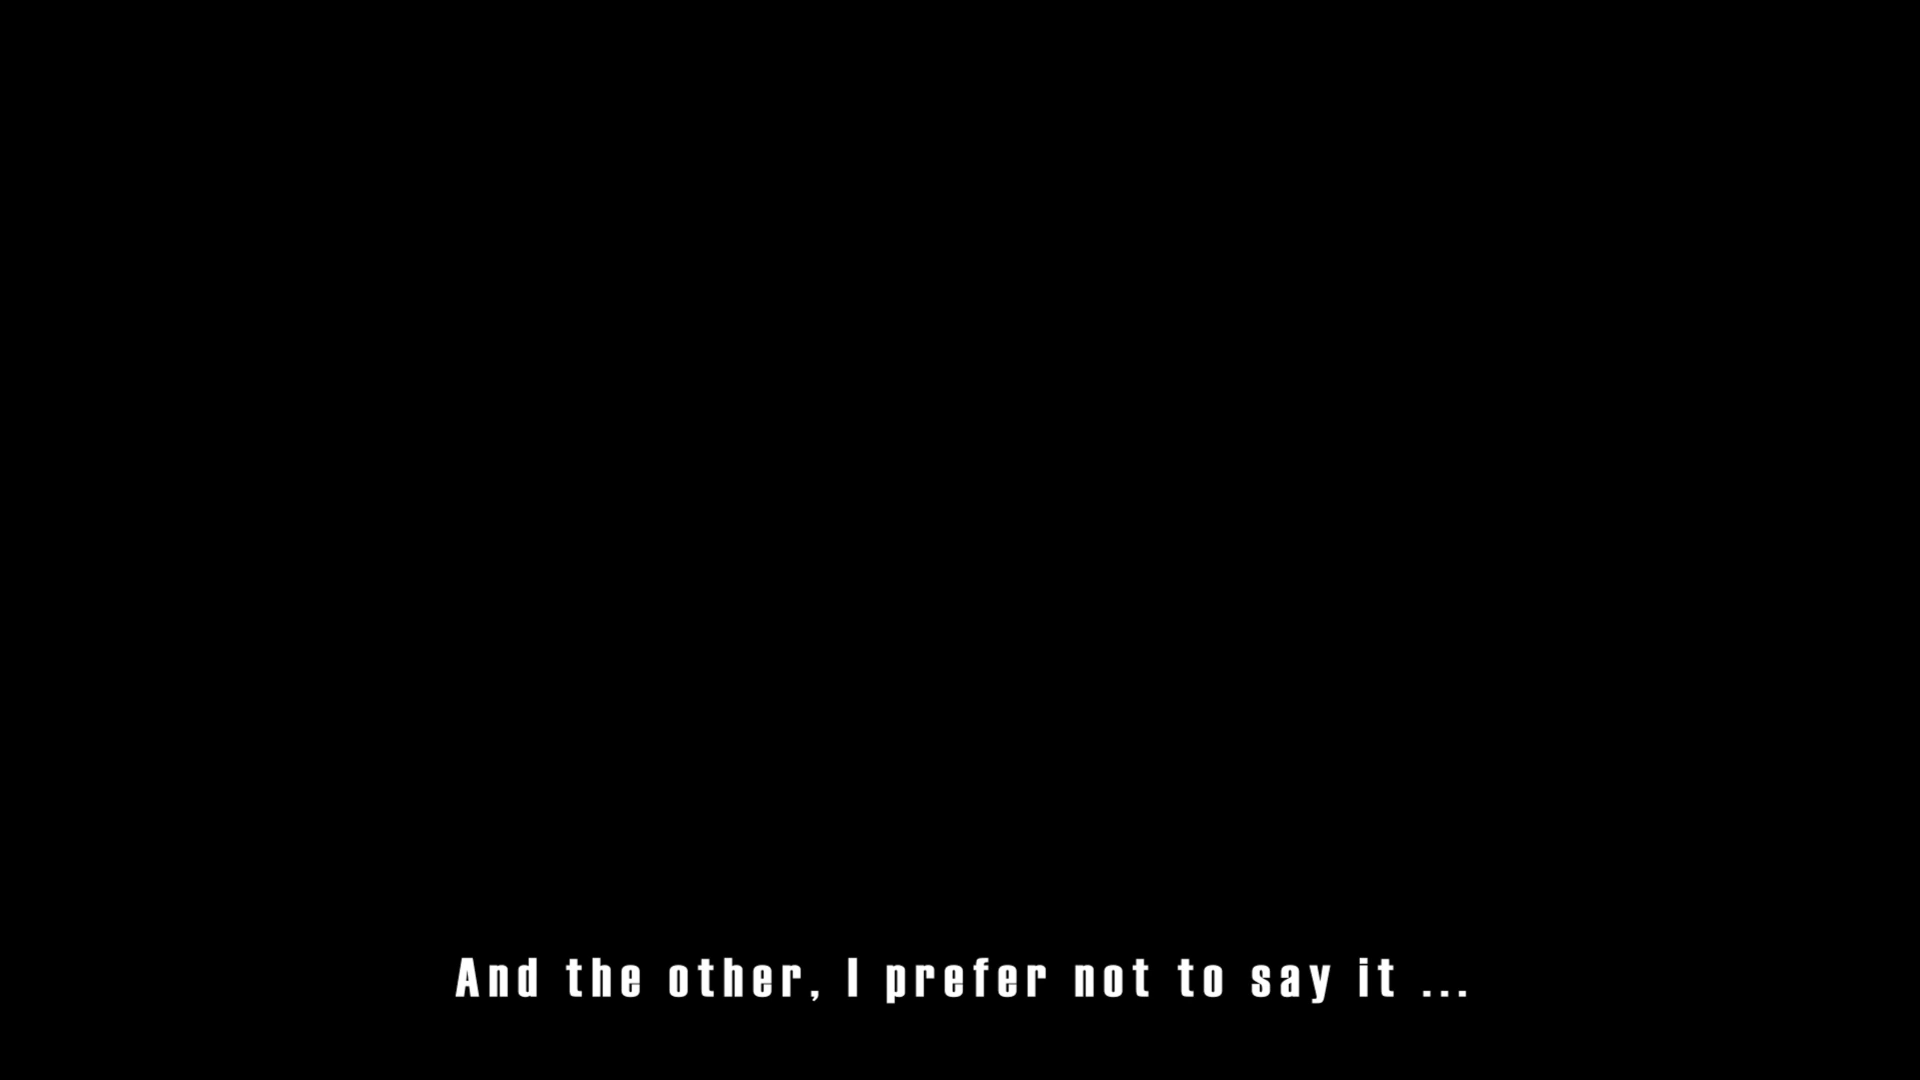 And the other, I prefer not to say it ...